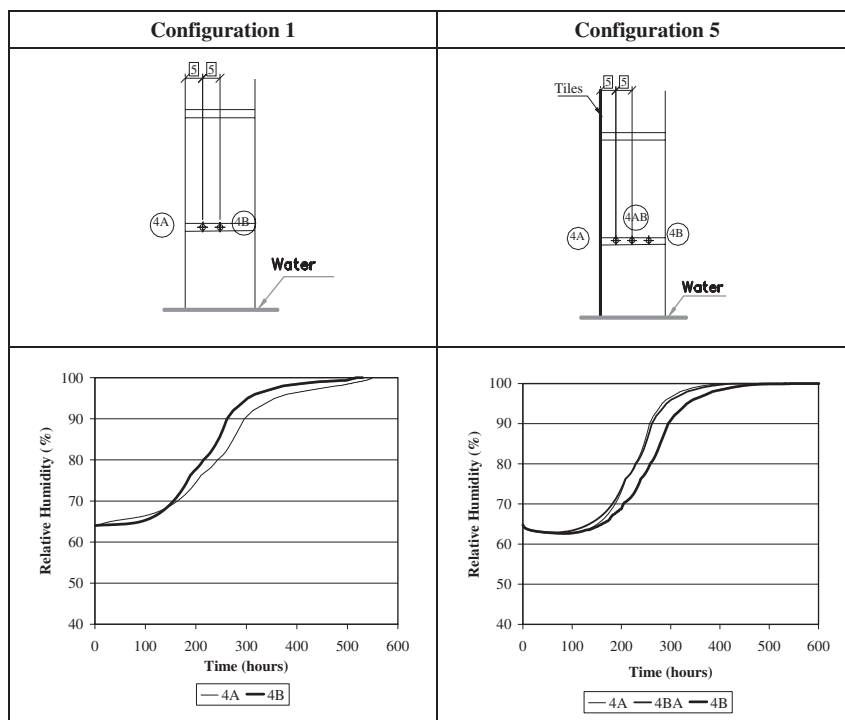 Configuration 1
Configuration 5
5 5
4A
4B
Water
Tiles
5 5
4AB
4A
4B
Water
Relative Humidity (%)
100
90
80
70
60
50
40
0 100 200 300 400 500 600
Time (hours)
4A 4B
Relative Humidity (%)
100
90
80
70
60
50
40
0 100 200 300 400 500 600
Time (hours)
4A 4BA 4B